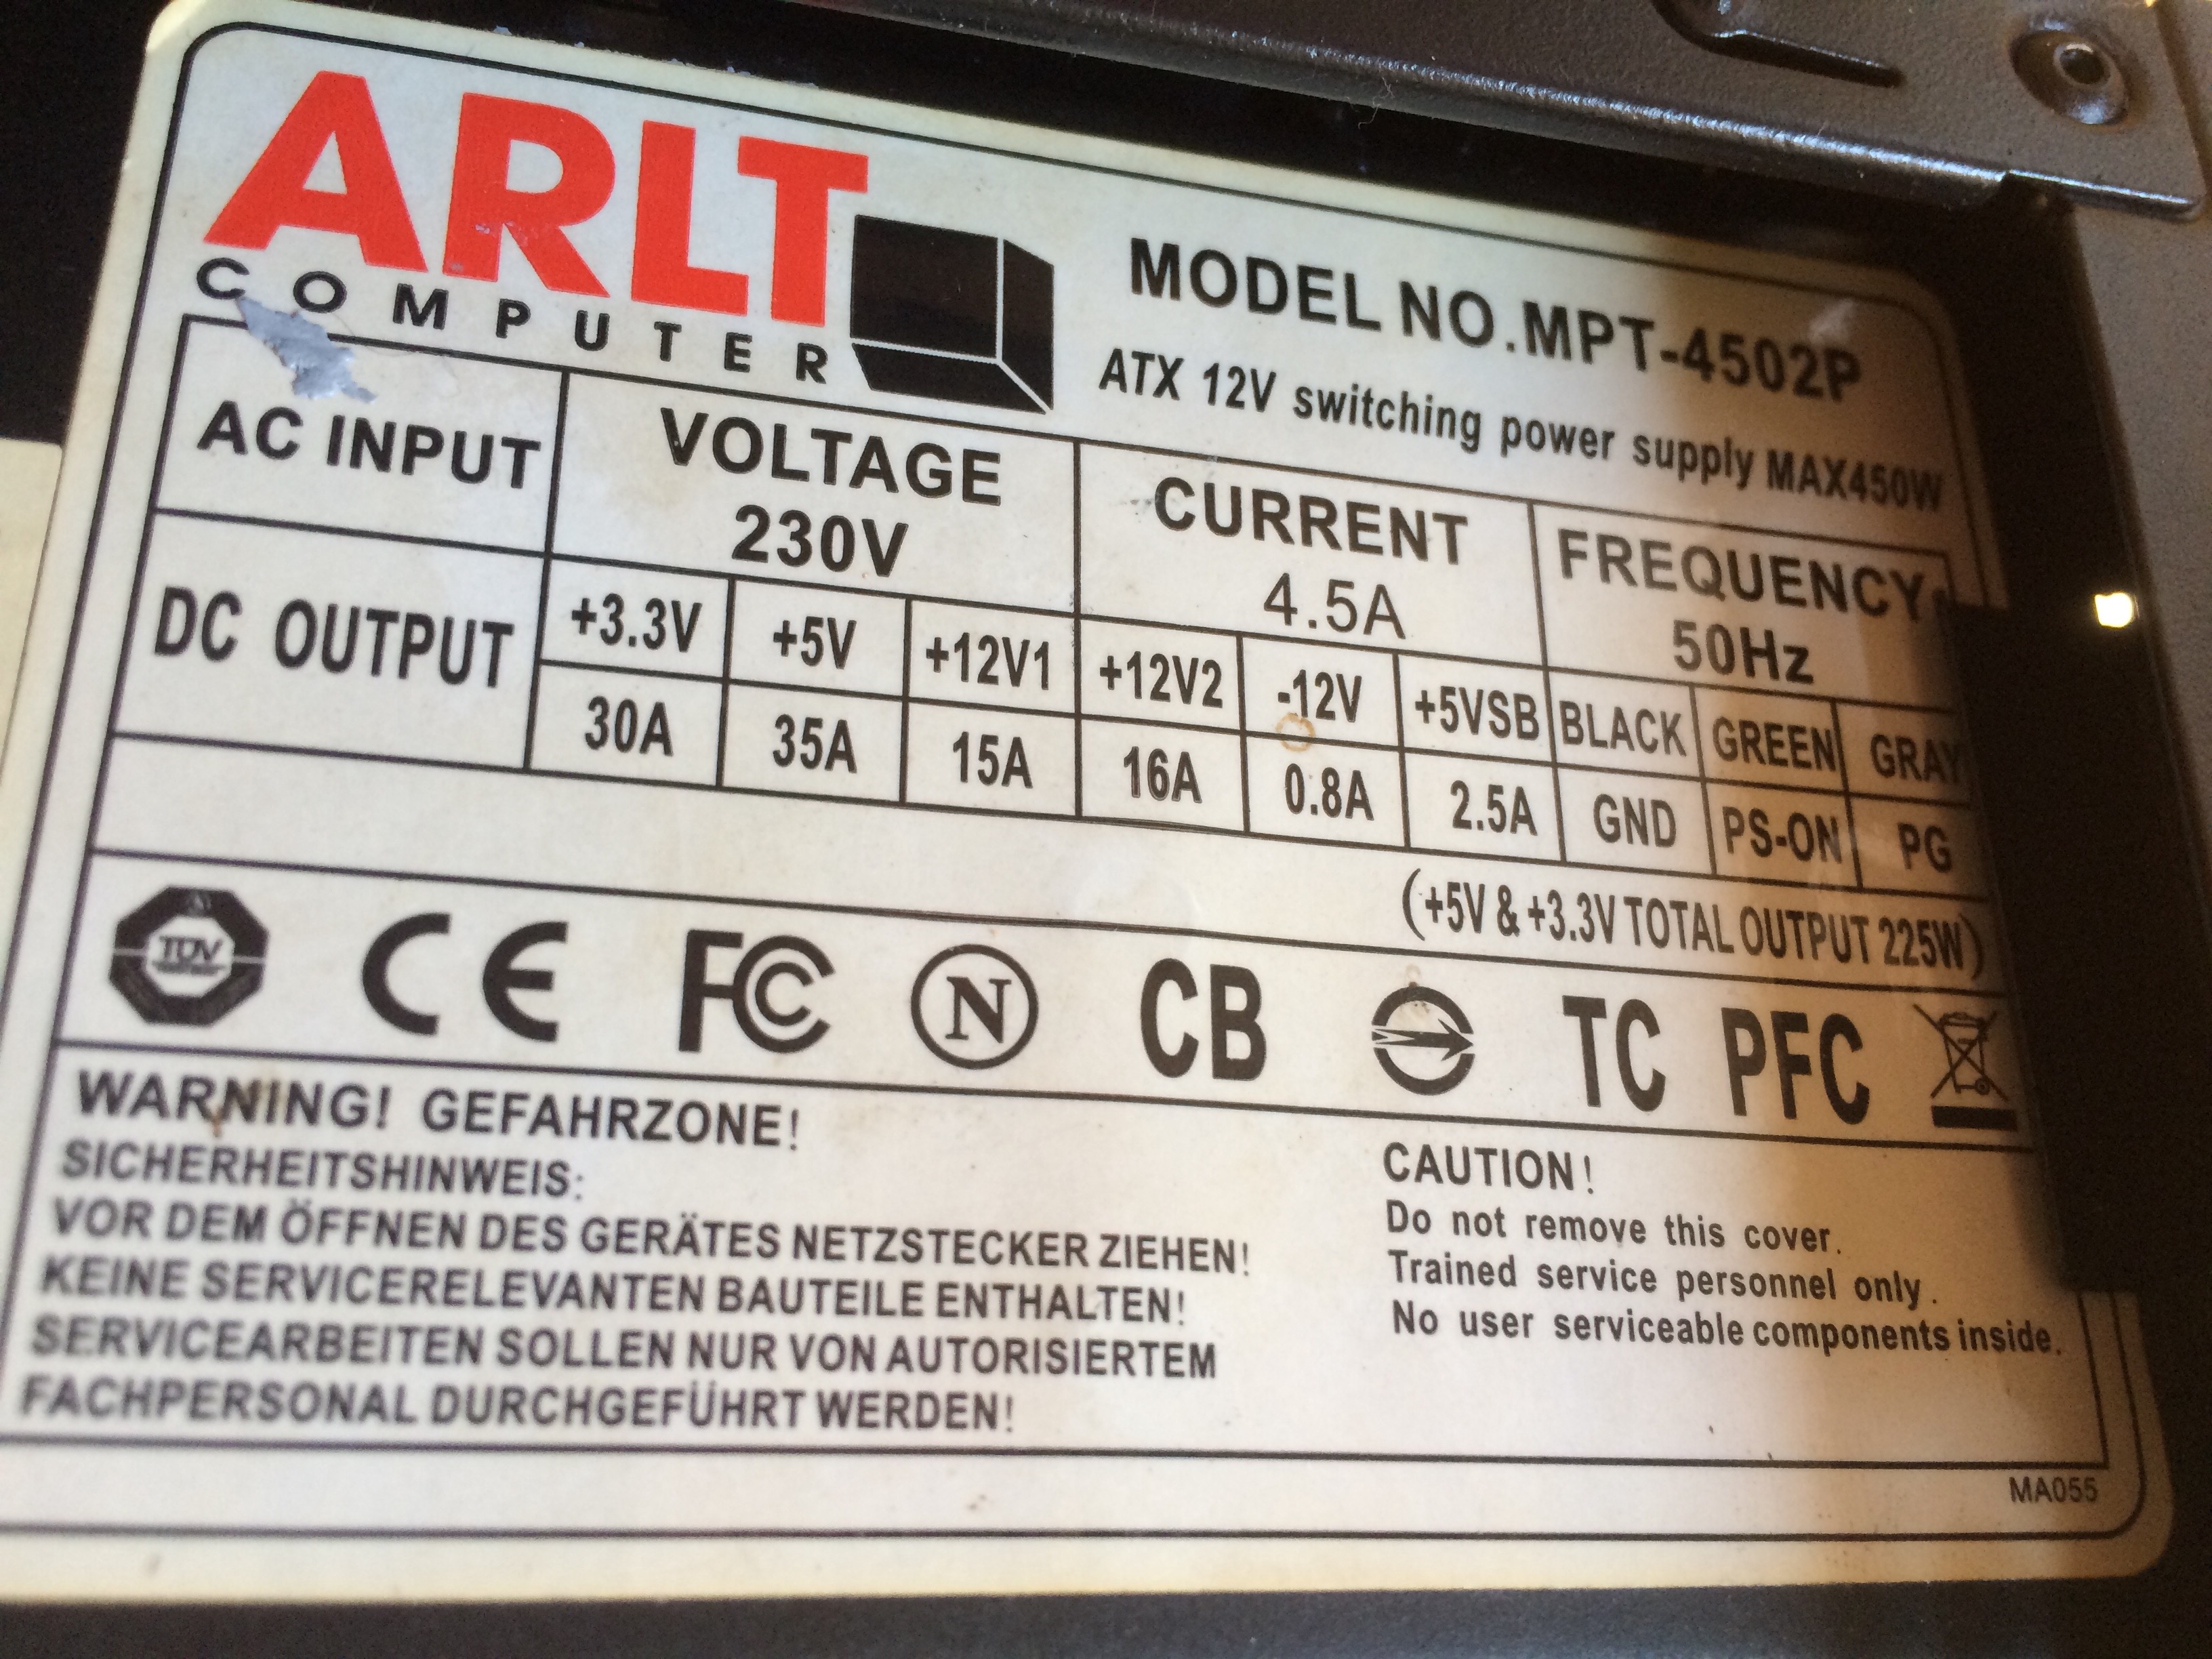 ARLT
COMPUTER
MODEL NO.MPT-4502P
ATX 12V switching power supply MAX450W
AC INPUT VOLTAGE CURRENT FREQUENCY
230V 4.5A 50Hz
DC OUTPUT +3.3V +5V +12V1 +12V2 -12V +5VSB BLACK GREEN GRAY
30A 35A 15A 16A 0.8A 2.5A GND PS-ON PG
(+5V & +3.3V TOTAL OUTPUT 225W)
TÜV CE FC N CB TC PFC
WARNING! GEFAHRZONE!
SICHERHEITSHINWEIS:
VOR DEM ÖFFNEN DES GERÄTES NETZSTECKER ZIEHEN!
KEINE SERVICERELEVANTEN BAUTEILE ENTHALTEN!
SERVICEARBEITEN SOLLEN NUR VON AUTORISIERTEM
FACHPERSONAL DURCHGEFÜHRT WERDEN!
CAUTION!
Do not remove this cover.
Trained service personnel only.
No user serviceable components inside.
MA055